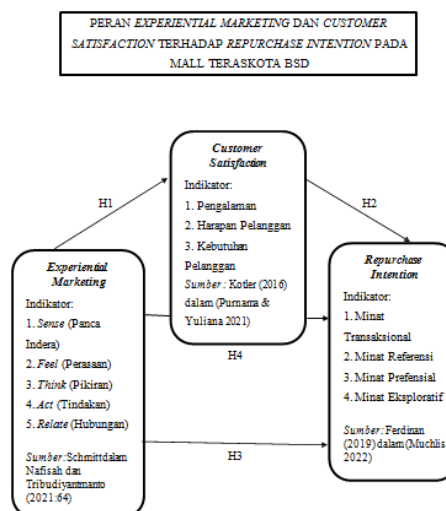 PERAN EXPERIENTIAL MARKETING DAN CUSTOMER
SATISFACTION TERHADAP REPURCHASE INTENTION PADA
MALL TERASKOTA BSD
Customer
Satisfaction
Indikator:
1. Pengalaman
2. Harapan Pelanggan
3. Kebutuhan
Pelanggan
Sumber: Kotler (2016)
dalam (Purnama &
Yuliana 2021)
H1
H2
Experiential
Marketing
Indikator:
1. Sense (Panca
Indera)
2. Feel (Perasaan)
3. Think (Pikiran)
4. Act (Tindakan)
5. Relate (Hubungan)
Sumber:Schmittdalam
Nafisah dan
Tribudiyantmanto
(2021:64)
H4
H3
Repurchase
Intention
Indikator:
1. Minat
Transaksional
2. Minat Referensi
3. Minat Prefensial
4. Minat Eksploratif
Sumber: Ferdinan
(2019) dalam (Muchlis
2022)